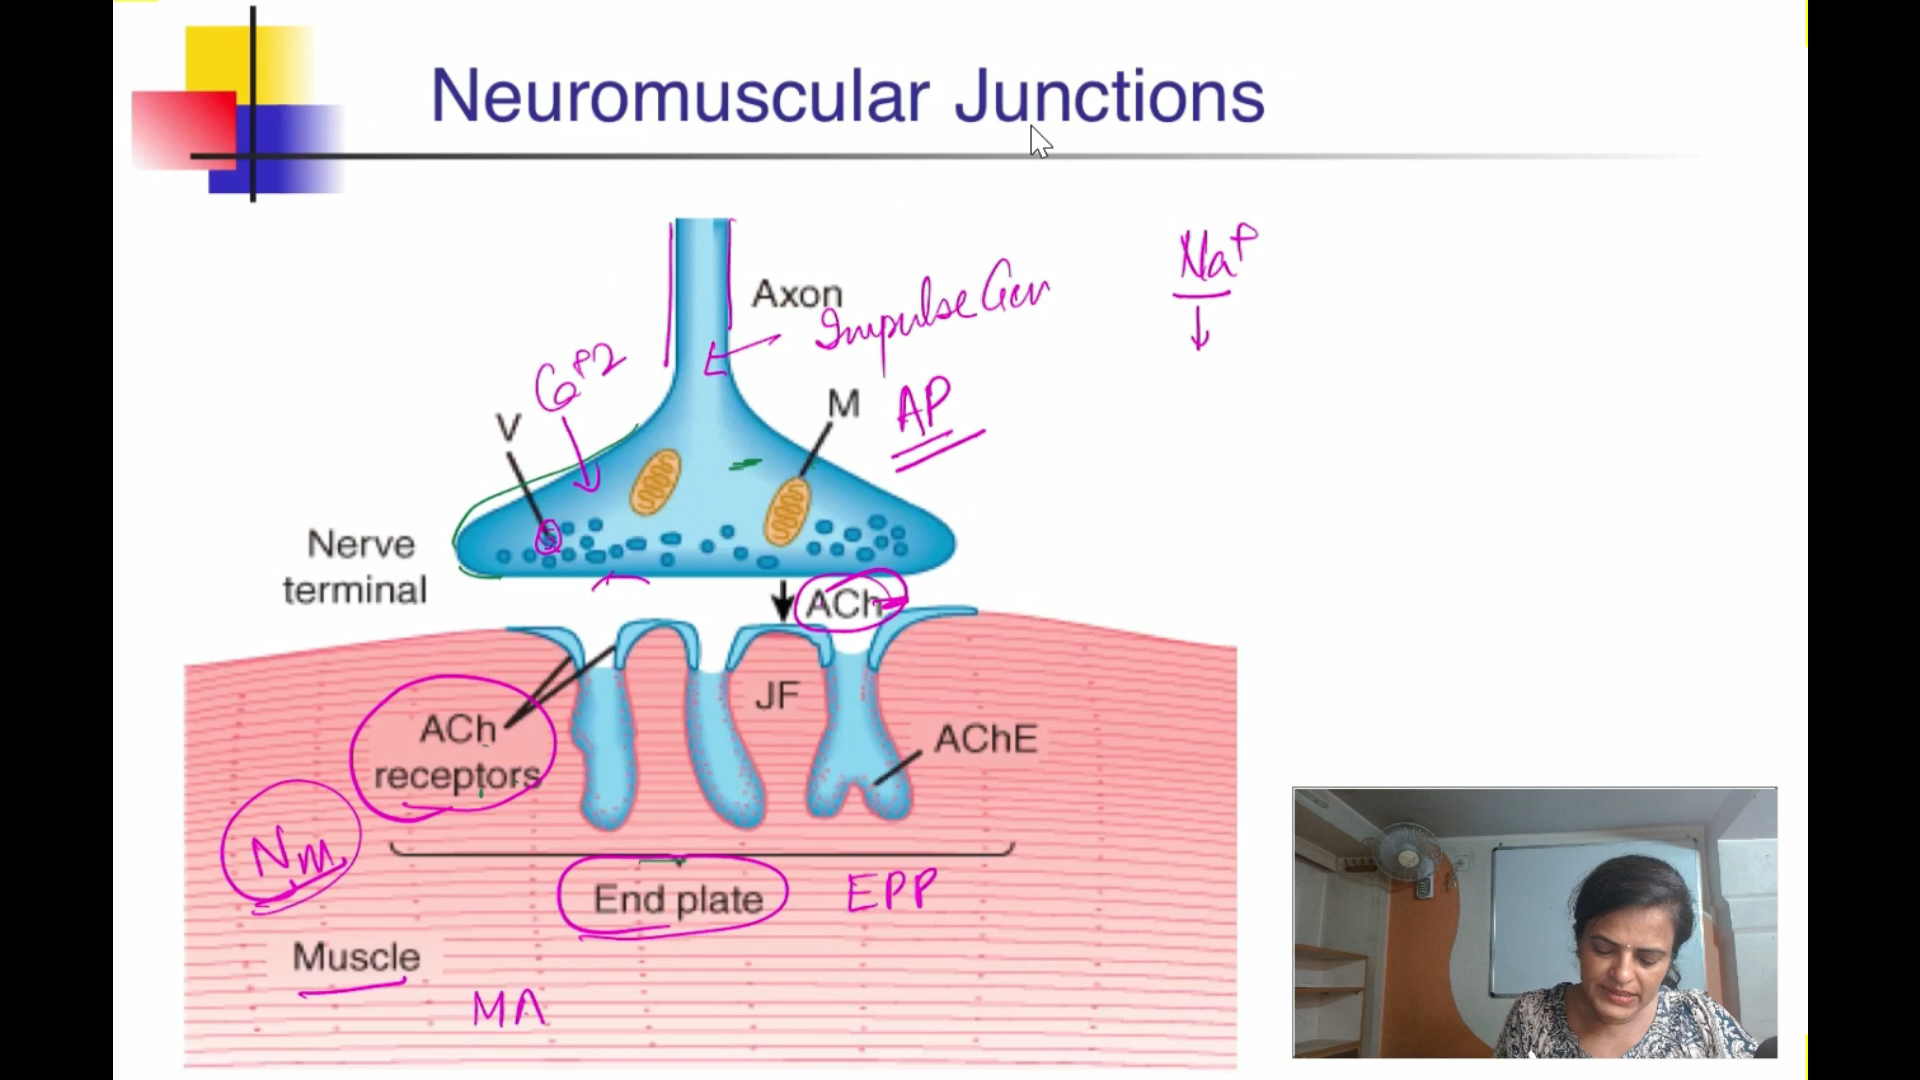 Neuromuscular Junctions
Na+
Axon
Impulse Gen
Ca+2
V
M
AP
Nerve
terminal
ACh
ACh
receptors
JF
AChE
Nm
End plate
EPP
Muscle
MA